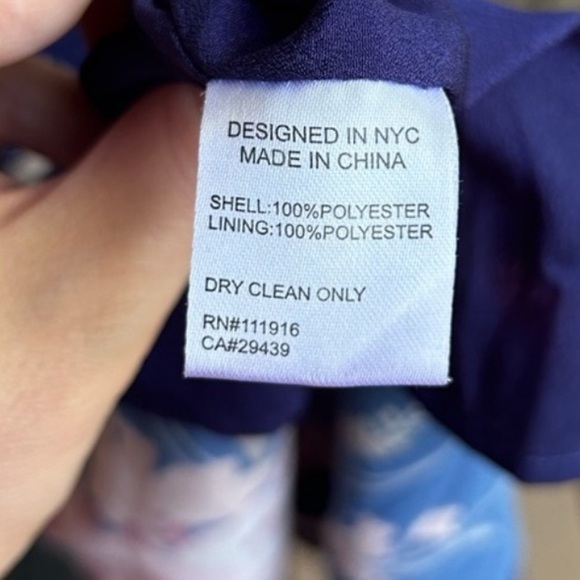 DESIGNED IN NYC
MADE IN CHINA
SHELL:100%POLYESTER
LINING:100%POLYESTER
DRY CLEAN ONLY
RN#111916
CA#29439